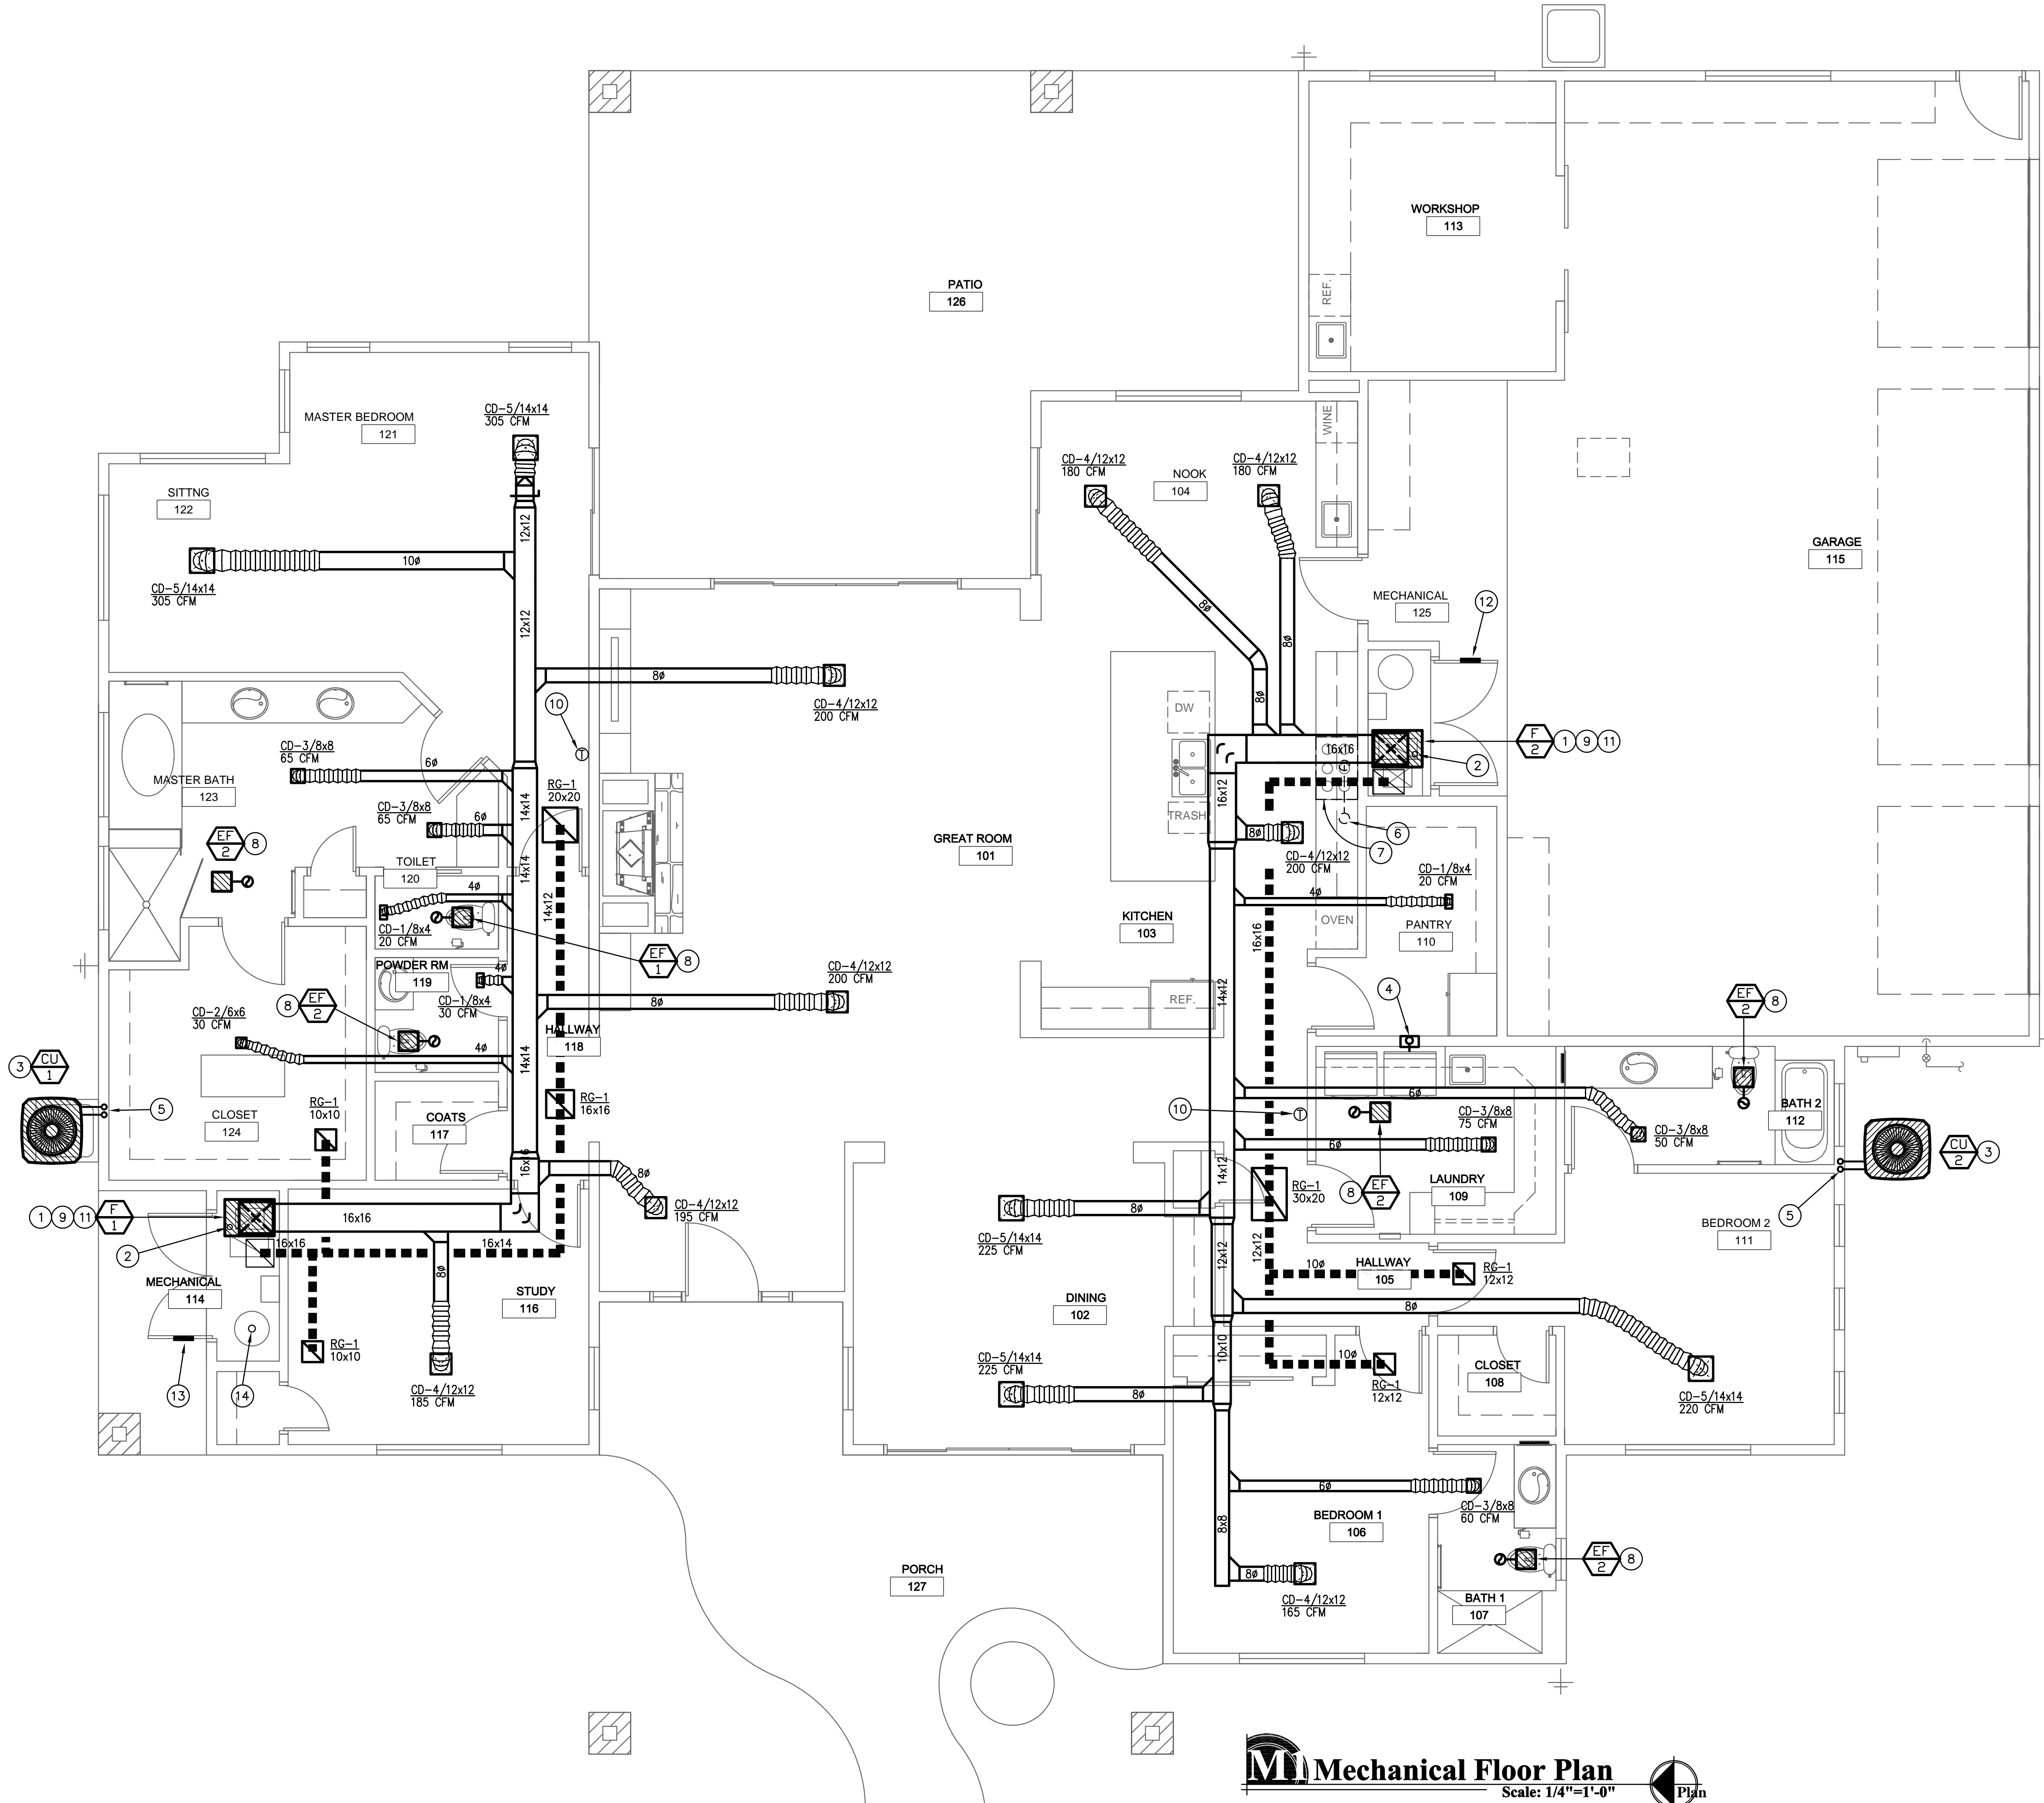 WORKSHOP
113
REF.
PATIO
126
MASTER BEDROOM
121
CD-5/14x14
305 CFM
WINE
CD-4/12x12
180 CFM
CD-4/12x12
180 CFM
NOOK
104
SITTNG
122
12x12
GARAGE
115
10ø
CD-5/14x14
305 CFM
12x12
8ø
8ø
MECHANICAL
125
12
8ø
8ø
CD-4/12x12
200 CFM
10
DW
16x16
F
2
1
9
11
2
CD-3/8x8
65 CFM
6ø
MASTER BATH
123
RG-1
20x20
14x14
16x12
TRASH
CD-3/8x8
65 CFM
6ø
8ø
6
7
GREAT ROOM
101
EF
2
8
TOILET
120
14x14
CD-4/12x12
200 CFM
CD-1/8x4
20 CFM
4ø
4ø
14x12
OVEN
PANTRY
110
KITCHEN
103
CD-1/8x4
20 CFM
16x16
EF
1
8
POWDER RM
119
4ø
CD-4/12x12
200 CFM
8ø
REF.
14x12
4
EF
2
8
8
EF
2
CD-1/8x4
30 CFM
CD-2/6x6
30 CFM
HALLWAY
118
4ø
14x14
3
CU
1
5
RG-1
10x10
CLOSET
124
COATS
117
RG-1
16x16
10
6ø
CD-3/8x8
75 CFM
BATH 2
112
CD-3/8x8
50 CFM
6ø
CU
2
3
16x16
14x12
RG-1
30x20
8
EF
2
LAUNDRY
109
8ø
CD-4/12x12
195 CFM
8ø
5
1
9
11
F
1
16x16
2
16x16
16x14
CD-5/14x14
225 CFM
BEDROOM 2
111
12x12
12x12
10ø
HALLWAY
105
RG-1
12x12
MECHANICAL
114
8ø
STUDY
116
DINING
102
8ø
RG-1
10x10
10x10
10ø
CD-5/14x14
225 CFM
8ø
CLOSET
108
RG-1
12x12
13
14
CD-4/12x12
185 CFM
CD-5/14x14
220 CFM
6ø
CD-3/8x8
60 CFM
8x8
BEDROOM 1
106
EF
2
8
PORCH
127
8ø
CD-4/12x12
165 CFM
BATH 1
107
M1 Mechanical Floor Plan
Scale: 1/4"=1'-0"
Plan